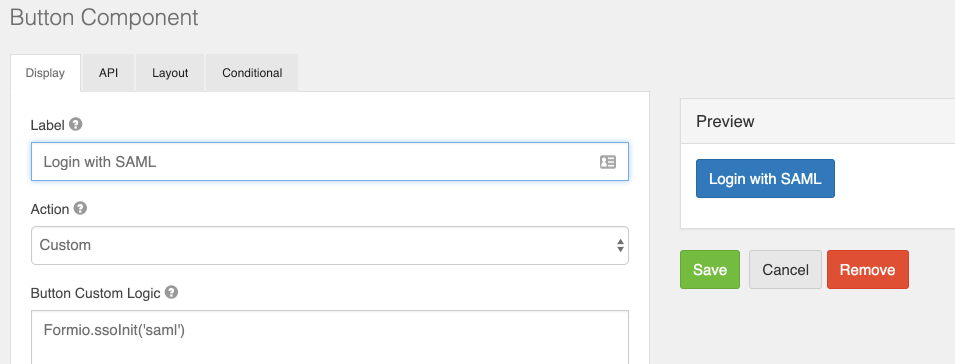 Button Component
Display API Layout Conditional
Label ?
Login with SAML
Action ?
Custom
Button Custom Logic ?
Formio.ssoInit('saml')
Preview
Login with SAML
Save Cancel Remove